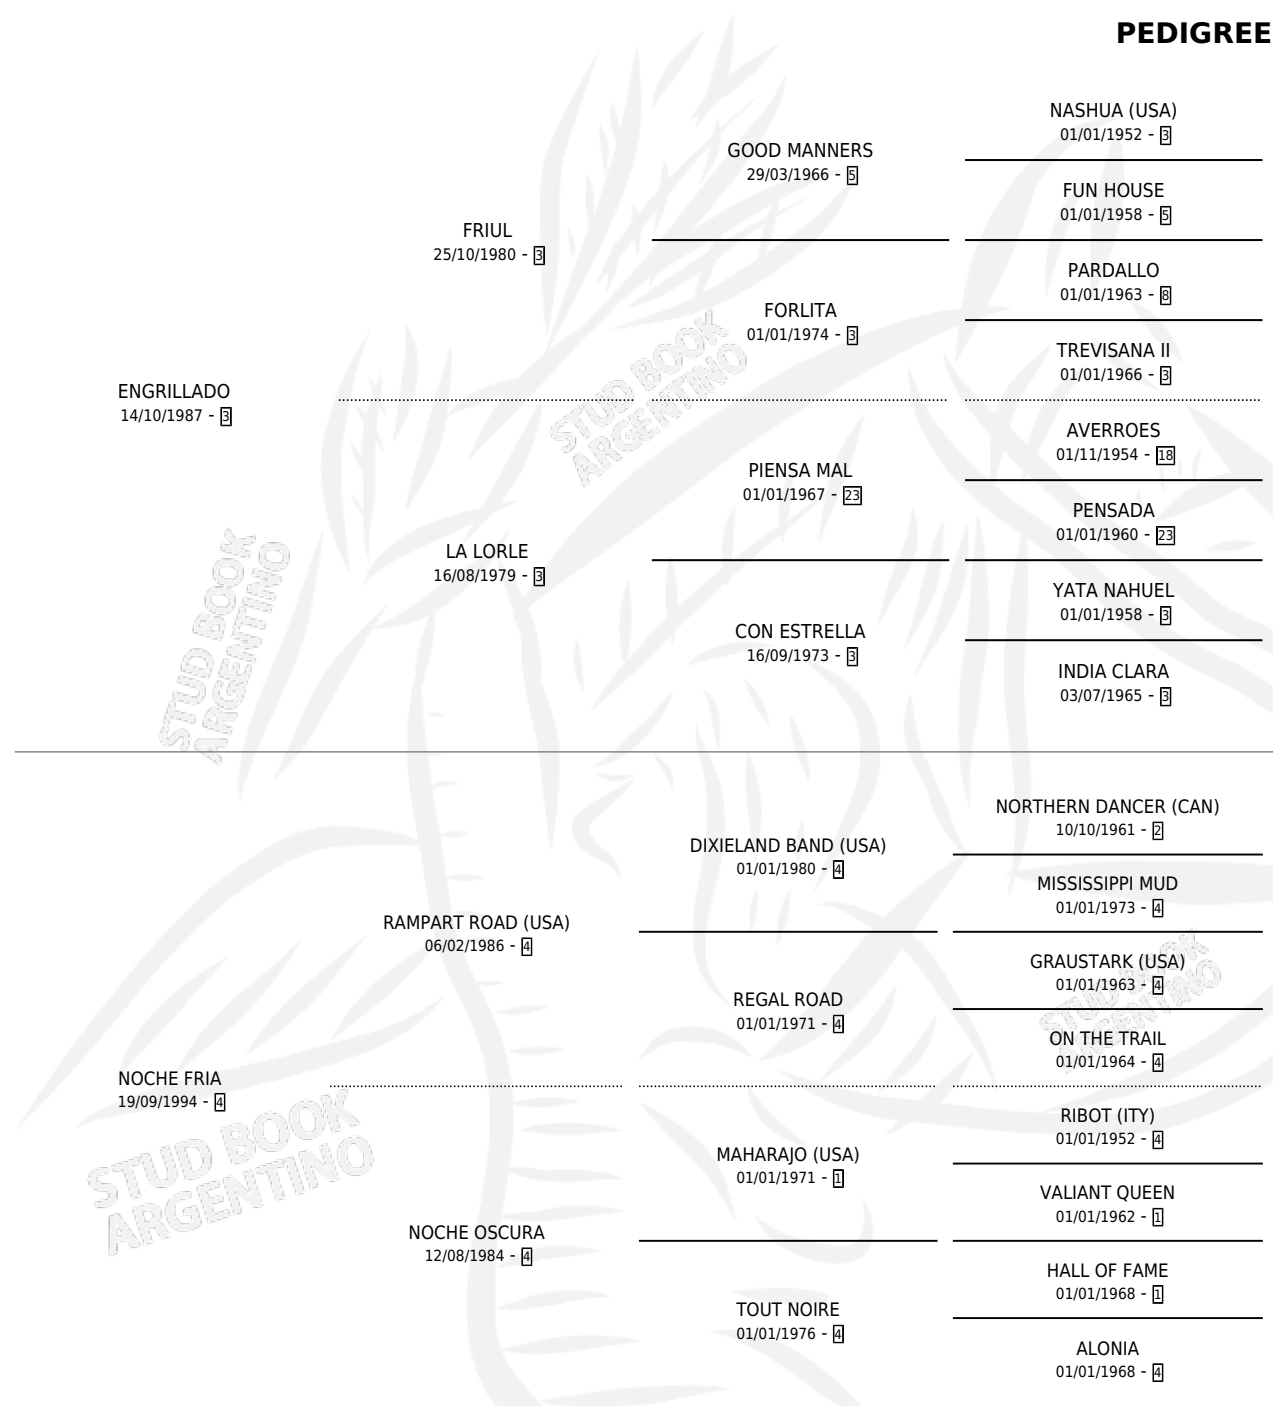 PEDIGREE
NASHUA (USA)
01/01/1952 - 3
GOOD MANNERS
29/03/1966 - 5
FUN HOUSE
01/01/1958 - 5
FRIUL
25/10/1980 - 3
PARDALLO
01/01/1963 - 8
FORLITA
01/01/1974 - 3
TREVISANA II
01/01/1966 - 3
ENGRILLADO
14/10/1987 - 3
AVERROES
01/11/1954 - 18
PIENSA MAL
01/01/1967 - 23
PENSADA
01/01/1960 - 23
LA LORLE
16/08/1979 - 3
YATA NAHUEL
01/01/1958 - 3
CON ESTRELLA
16/09/1973 - 3
INDIA CLARA
03/07/1965 - 3
NORTHERN DANCER (CAN)
10/10/1961 - 2
DIXIELAND BAND (USA)
01/01/1980 - 4
MISSISSIPPI MUD
01/01/1973 - 4
RAMPART ROAD (USA)
06/02/1986 - 4
GRAUSTARK (USA)
01/01/1963 - 4
REGAL ROAD
01/01/1971 - 4
ON THE TRAIL
01/01/1964 - 4
NOCHE FRIA
19/09/1994 - 4
RIBOT (ITY)
01/01/1952 - 4
MAHARAJO (USA)
01/01/1971 - 1
VALIANT QUEEN
01/01/1962 - 1
NOCHE OSCURA
12/08/1984 - 4
HALL OF FAME
01/01/1968 - 1
TOUT NOIRE
01/01/1976 - 4
ALONIA
01/01/1968 - 4
STUD BOOK
ARGENTINO
STUD BOOK
ARGENTINO
STUD BOOK
ARGENTINO
STUD BOOK
ARGENTINO